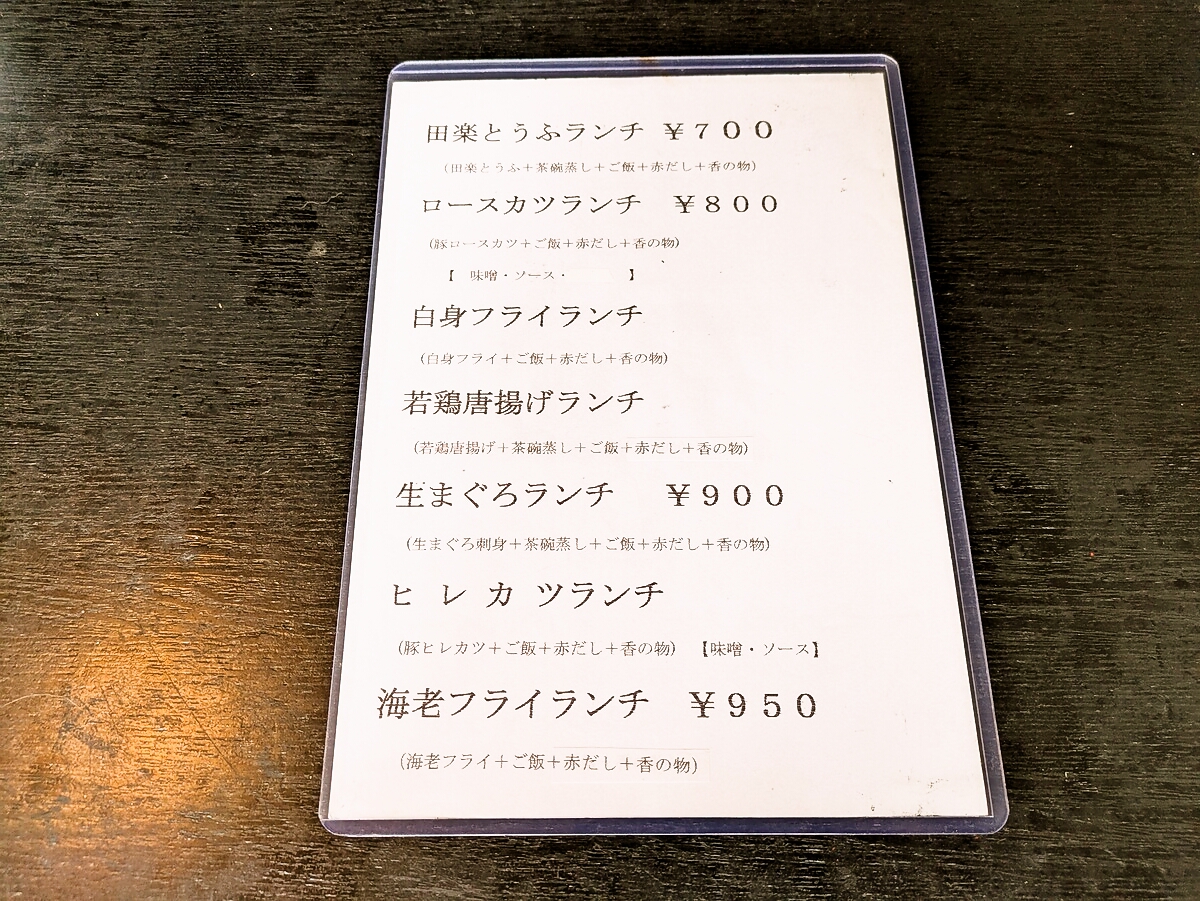 田楽とうふランチ ￥７００
(田楽とうふ＋茶碗蒸し＋ご飯＋赤だし＋香の物)
ロースカツランチ ￥８００
(豚ロースカツ＋ご飯＋赤だし＋香の物)
【 味噌・ソース・ 】
白身フライランチ
(白身フライ＋ご飯＋赤だし＋香の物)
若鶏唐揚げランチ
(若鶏唐揚げ＋茶碗蒸し＋ご飯＋赤だし＋香の物)
生まぐろランチ ￥９００
(生まぐろ刺身＋茶碗蒸し＋ご飯＋赤だし＋香の物)
ヒレカツランチ
(豚ヒレカツ＋ご飯＋赤だし＋香の物) 【味噌・ソース】
海老フライランチ ￥９５０
(海老フライ＋ご飯＋赤だし＋香の物)